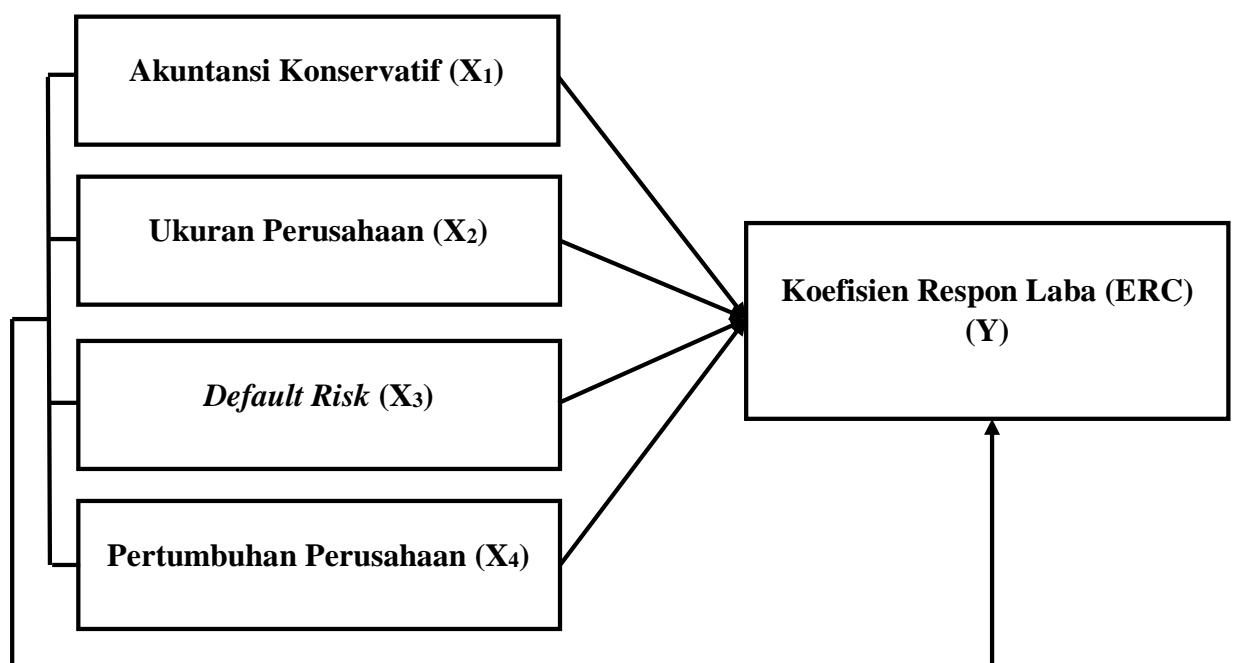 Akuntansi Konservatif (X₁)
Ukuran Perusahaan (X₂)
Default Risk (X₃)
Pertumbuhan Perusahaan (X₄)
Koefisien Respon Laba (ERC)
(Y)